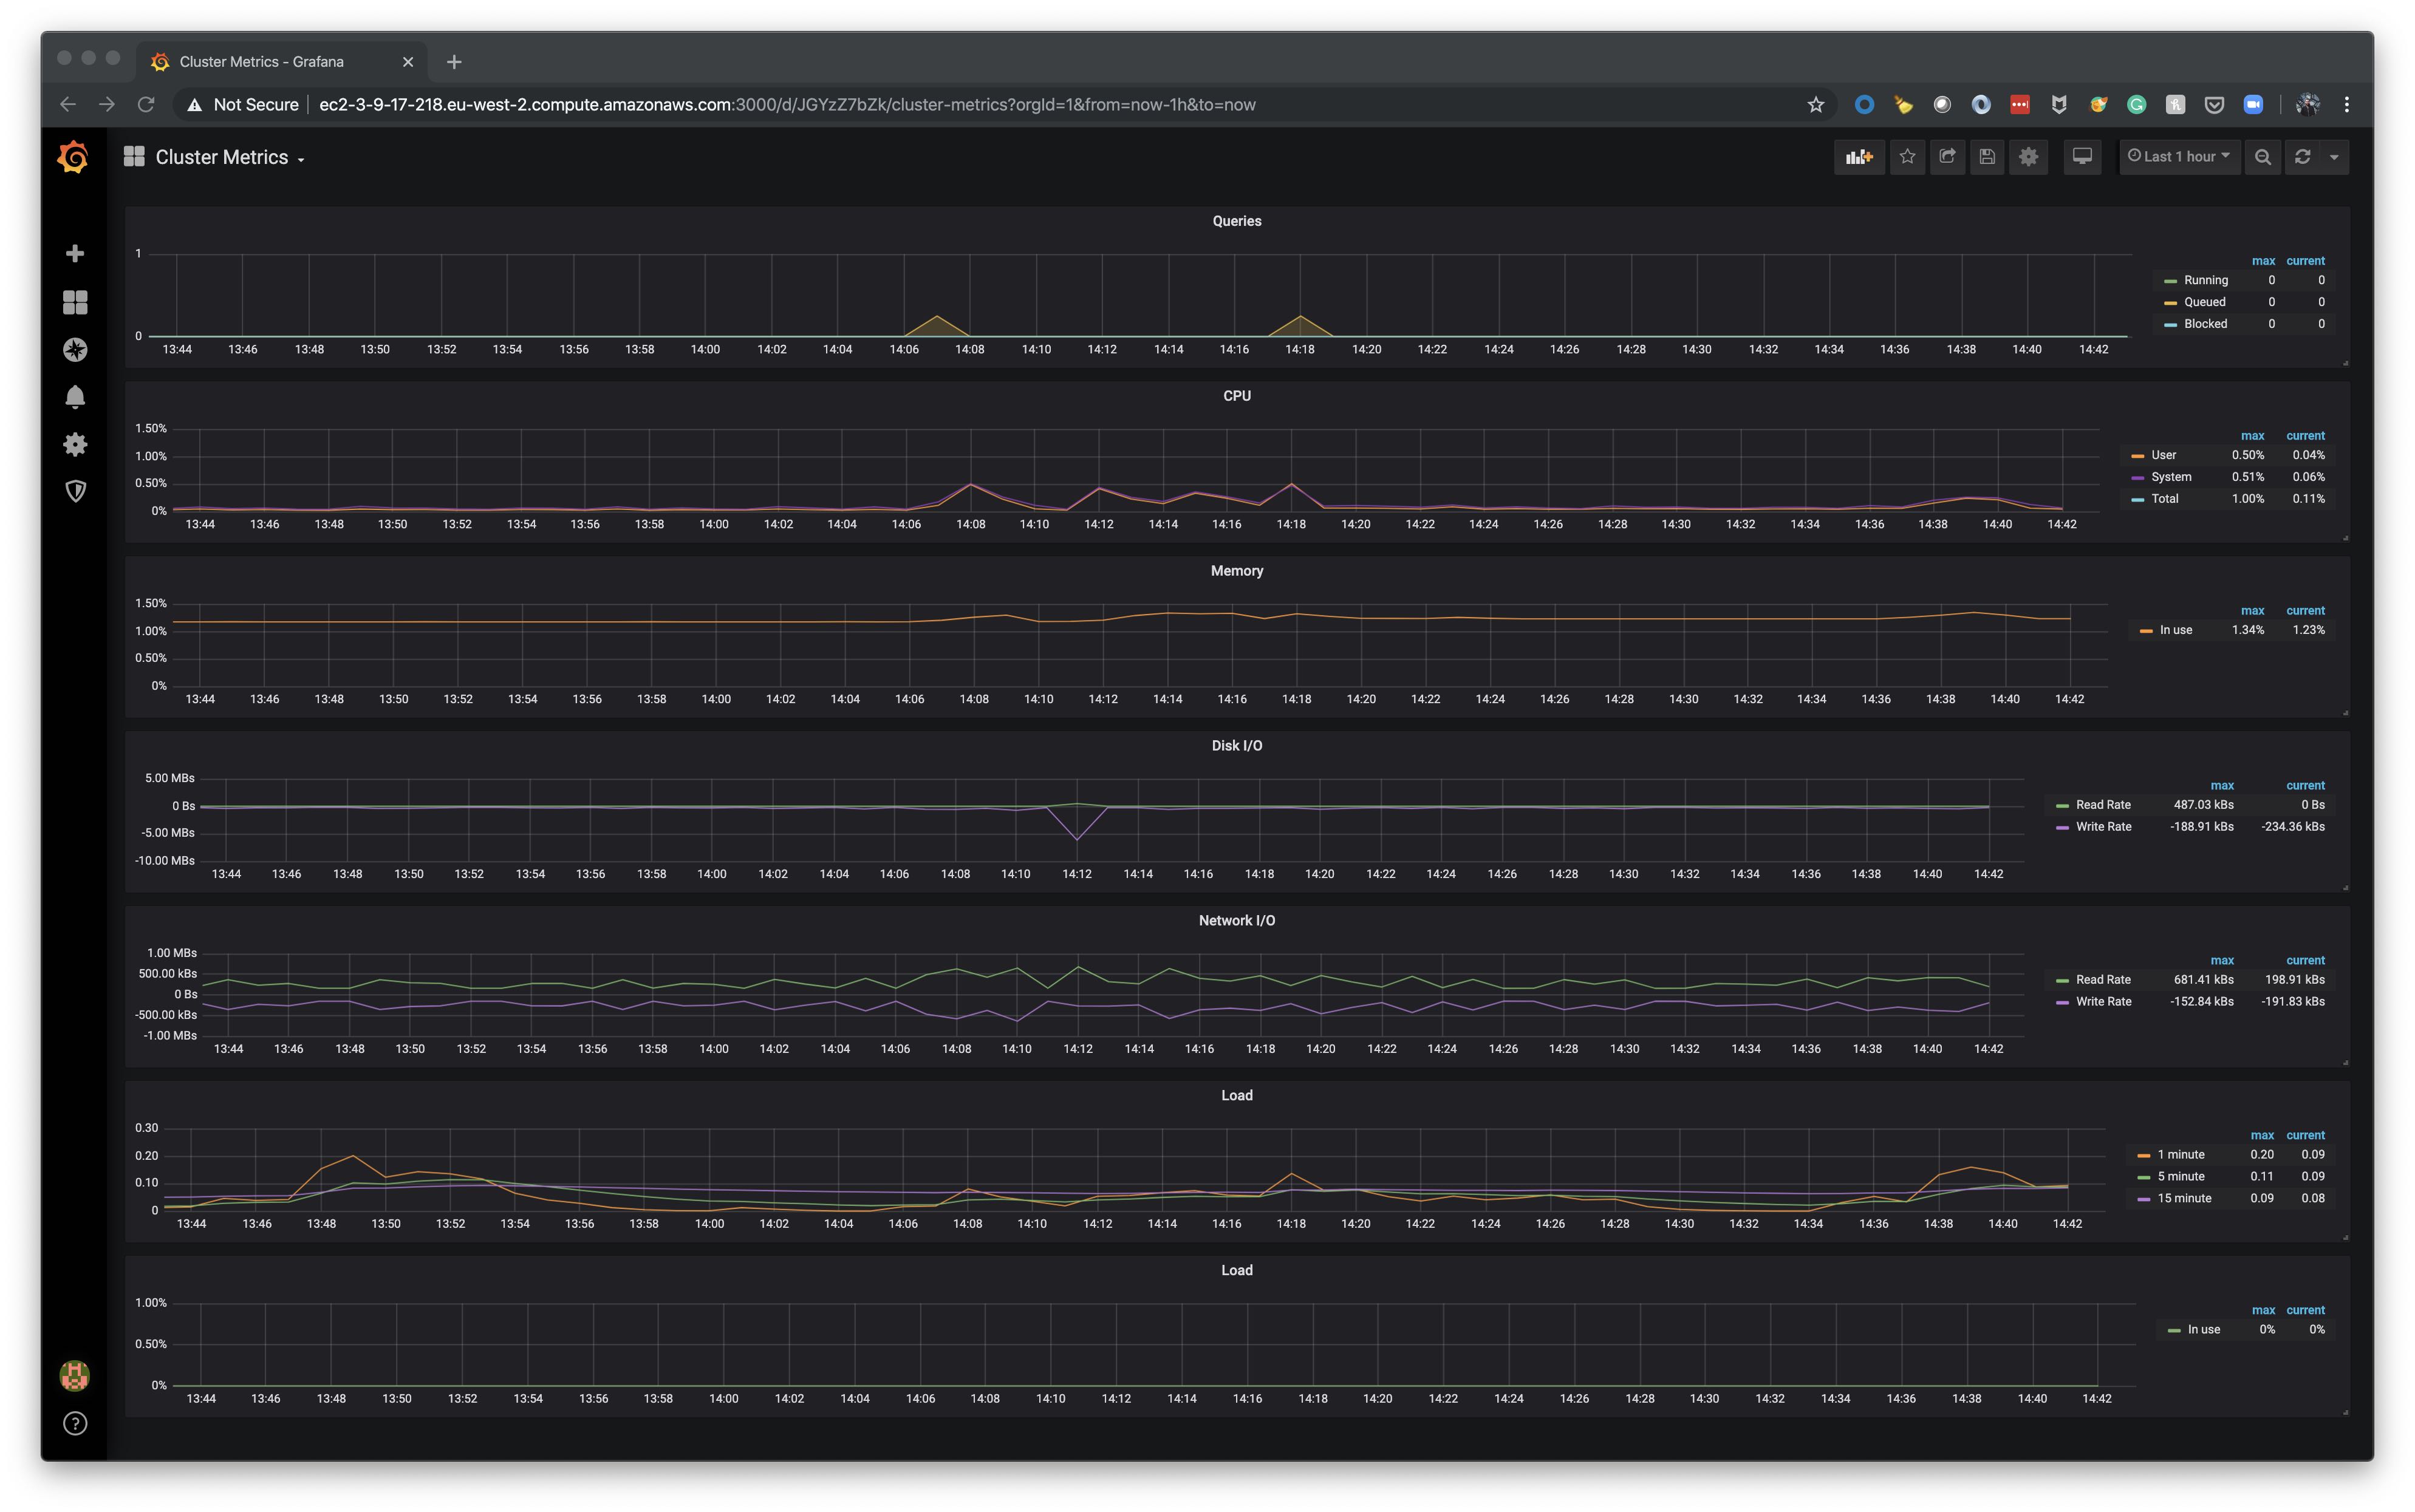 Cluster Metrics - Grafana
Not Secure | ec2-3-9-17-218.eu-west-2.compute.amazonaws.com:3000/d/JGYzZ7bZk/cluster-metrics?orgId=1&from=now-1h&to=now
Cluster Metrics
Last 1 hour
Queries
1
0
13:44 13:46 13:48 13:50 13:52 13:54 13:56 13:58 14:00 14:02 14:04 14:06 14:08 14:10 14:12 14:14 14:16 14:18 14:20 14:22 14:24 14:26 14:28 14:30 14:32 14:34 14:36 14:38 14:40 14:42
max current
Running 0 0
Queued 0 0
Blocked 0 0
CPU
1.50%
1.00%
0.50%
0%
13:44 13:46 13:48 13:50 13:52 13:54 13:56 13:58 14:00 14:02 14:04 14:06 14:08 14:10 14:12 14:14 14:16 14:18 14:20 14:22 14:24 14:26 14:28 14:30 14:32 14:34 14:36 14:38 14:40 14:42
max current
User 0.50% 0.04%
System 0.51% 0.06%
Total 1.00% 0.11%
Memory
1.50%
1.00%
0.50%
0%
13:44 13:46 13:48 13:50 13:52 13:54 13:56 13:58 14:00 14:02 14:04 14:06 14:08 14:10 14:12 14:14 14:16 14:18 14:20 14:22 14:24 14:26 14:28 14:30 14:32 14:34 14:36 14:38 14:40 14:42
max current
In use 1.34% 1.23%
Disk I/O
5.00 MBs
0 Bs
-5.00 MBs
-10.00 MBs
13:44 13:46 13:48 13:50 13:52 13:54 13:56 13:58 14:00 14:02 14:04 14:06 14:08 14:10 14:12 14:14 14:16 14:18 14:20 14:22 14:24 14:26 14:28 14:30 14:32 14:34 14:36 14:38 14:40 14:42
max current
Read Rate 487.03 kBs 0 Bs
Write Rate -188.91 kBs -234.36 kBs
Network I/O
1.00 MBs
500.00 kBs
0 Bs
-500.00 kBs
-1.00 MBs
13:44 13:46 13:48 13:50 13:52 13:54 13:56 13:58 14:00 14:02 14:04 14:06 14:08 14:10 14:12 14:14 14:16 14:18 14:20 14:22 14:24 14:26 14:28 14:30 14:32 14:34 14:36 14:38 14:40 14:42
max current
Read Rate 681.41 kBs 198.91 kBs
Write Rate -152.84 kBs -191.83 kBs
Load
0.30
0.20
0.10
0
13:44 13:46 13:48 13:50 13:52 13:54 13:56 13:58 14:00 14:02 14:04 14:06 14:08 14:10 14:12 14:14 14:16 14:18 14:20 14:22 14:24 14:26 14:28 14:30 14:32 14:34 14:36 14:38 14:40 14:42
max current
1 minute 0.20 0.09
5 minute 0.11 0.09
15 minute 0.09 0.08
Load
1.00%
0.50%
0%
13:44 13:46 13:48 13:50 13:52 13:54 13:56 13:58 14:00 14:02 14:04 14:06 14:08 14:10 14:12 14:14 14:16 14:18 14:20 14:22 14:24 14:26 14:28 14:30 14:32 14:34 14:36 14:38 14:40 14:42
max current
In use 0% 0%